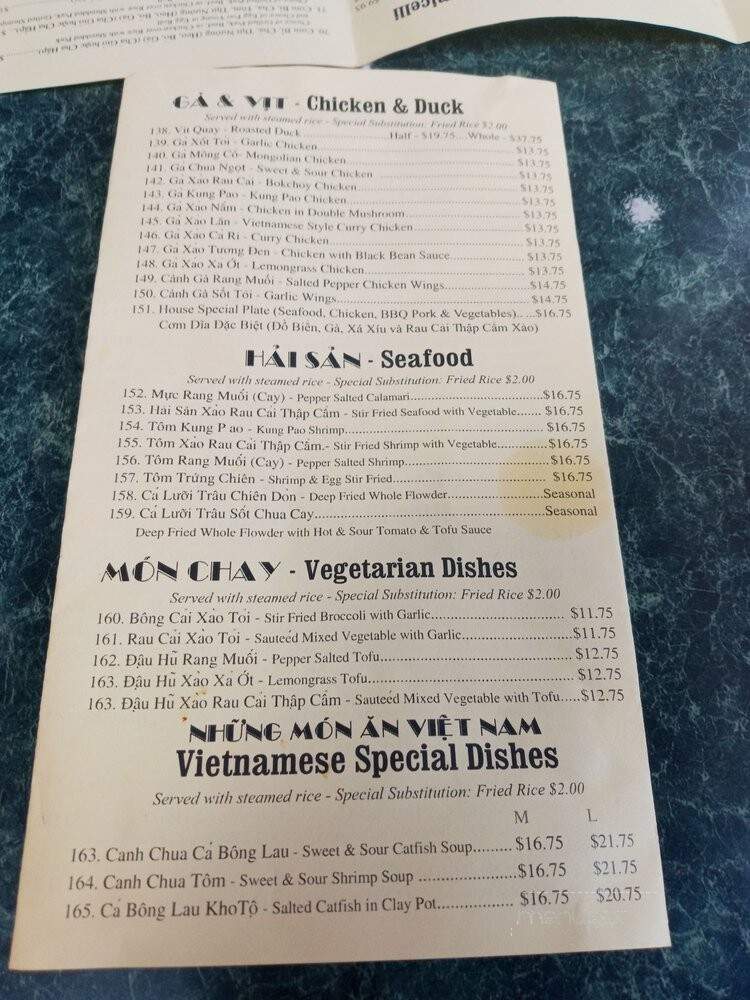 nicelli
GÀ & VỊT - Chicken & Duck
Served with steamed rice - Special Substitution: Fried Rice $2.00
138. Vit Quay - Roasted Duck..............................Half - $19.75....Whole - $37.75
139. Gà Xốt Toi - Garlic Chicken..............................$13.75
140. Gà Mông Cô- Mongolian Chicken..............................$13.75
141. Gà Chua Ngọt - Sweet & Sour Chicken..............................$13.75
142. Gà Xào Rau Cai - Bokchoy Chicken..............................$13.75
143. Gà Kung Pao - Kung Pao Chicken..............................$13.75
144. Gà Xào Nấm - Chicken in Double Mushroom..............................$13.75
145. Gà Xào Lăn - Vietnamese Style Curry Chicken..............................$13.75
146. Gà Xào Ca Ri - Curry Chicken..............................$13.75
147. Gà Xào Tương Đen - Chicken with Black Bean Sauce..............................$13.75
148. Gà Xào Xa Ớt - Lemongrass Chicken..............................$13.75
149. Cánh Gà Rang Muối - Salted Pepper Chicken Wings..............................$14.75
150. Cánh Gà Sốt Toi - Garlic Wings..............................$14.75
151. House Special Plate (Seafood, Chicken, BBQ Pork & Vegetables).. ...$16.75
Cơm Dĩa Đặc Biệt (Đồ Biên, Gà, Xá Xíu và Rau Cai Thập Cẩm Xào)
HẢI SẢN - Seafood
Served with steamed rice - Special Substitution: Fried Rice $2.00
152. Mực Rang Muối (Cay) - Pepper Salted Calamari..............................$16.75
153. Hải Sán Xào Rau Cải Thập Cẩm - Stir Fried Seafood with Vegetable....... $16.75
154. Tôm Kung P ao - Kung Pao Shrimp.............................. $16.75
155. Tôm Xào Rau Cải Thập Cẩm.- Stir Fried Shrimp with Vegetable.............$16.75
156. Tôm Rang Muối (Cay) - Pepper Salted Shrimp..............................$16.75
157. Tôm Trứng Chiên - Shrimp & Egg Stir Fried.............................. $16.75
158. Cá Lưỡi Trâu Chiên Dòn - Deep Fried Whole Flowder....................Seasonal
159. Cá Lưỡi Trâu Sốt Chua Cay..............................Seasonal
Deep Fried Whole Flowder with Hot & Sour Tomato & Tofu Sauce
MÓN CHAY - Vegetarian Dishes
Served with steamed rice - Special Substitution: Fried Rice $2.00
160. Bông Cải Xào Toi - Stir Fried Broccoli with Garlic.............................. $11.75
161. Rau Cải Xào Toi - Sauteéd Mixed Vegetable with Garlic.......................$11.75
162. Đậu Hũ Rang Muối - Pepper Salted Tofu..............................$12.75
163. Đậu Hũ Xào Xa Ớt - Lemongrass Tofu..............................$12.75
163. Đậu Hũ Xào Rau Cải Thập Cẩm - Sauteéd Mixed Vegetable with Tofu.....$12.75
NHỮNG MÓN ĂN VIỆT NAM
Vietnamese Special Dishes
Served with steamed rice - Special Substitution: Fried Rice $2.00
M L
163. Canh Chua Cá Bông Lau - Sweet & Sour Catfish Soup......... $16.75 $21.75
164. Canh Chua Tôm - Sweet & Sour Shrimp Soup ...................$16.75 $21.75
165. Cá Bông Lau KhoTộ - Salted Catfish in Clay Pot................. $16.75 $20.75